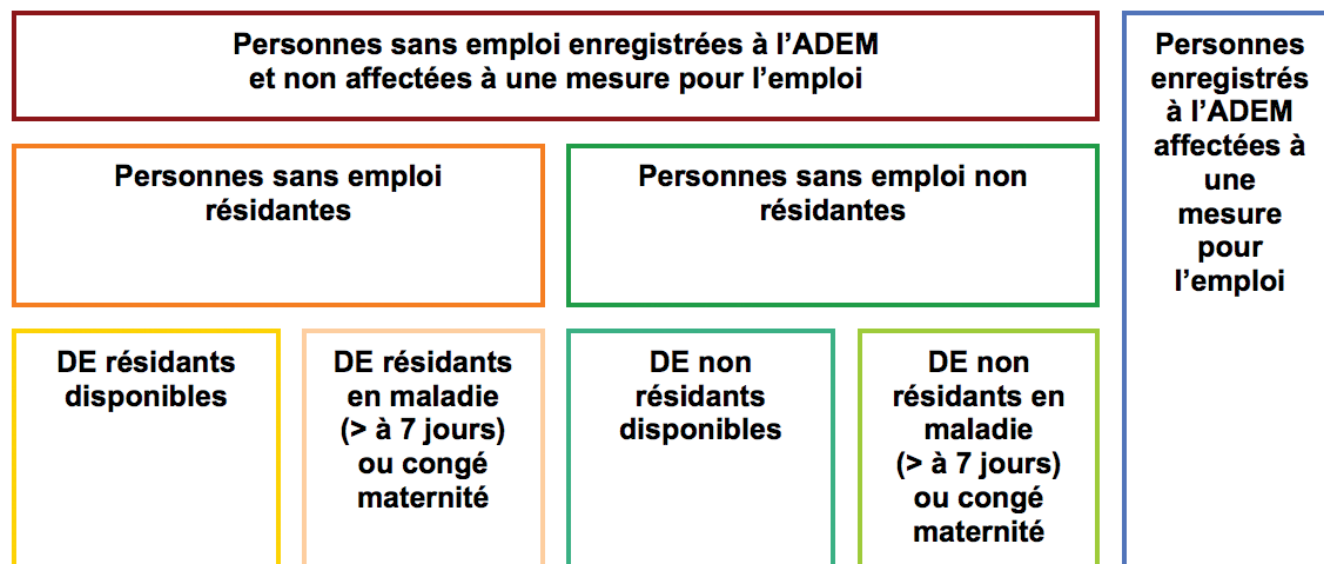 Personnes sans emploi enregistrées à l’ADEM
et non affectées à une mesure pour l’emploi
Personnes
enregistrés
à l’ADEM
affectées à
une
mesure
pour
l’emploi
Personnes sans emploi
résidantes
Personnes sans emploi non
résidantes
DE résidants
disponibles
DE résidants
en maladie
(> à 7 jours)
ou congé
maternité
DE non
résidants
disponibles
DE non
résidants en
maladie
(> à 7 jours)
ou congé
maternité